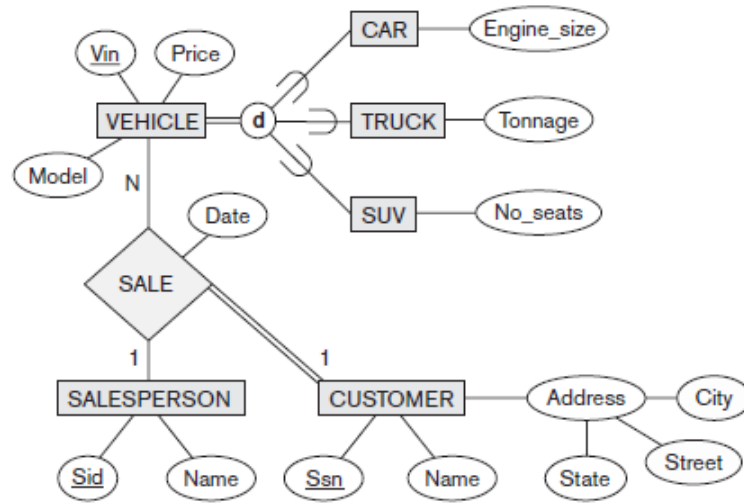 CAR
Engine_size
Vin
Price
VEHICLE
d
TRUCK
Tonnage
Model
N
SUV
No_seats
Date
SALE
1
1
SALESPERSON
CUSTOMER
Address
City
Sid
Name
Ssn
Name
State
Street